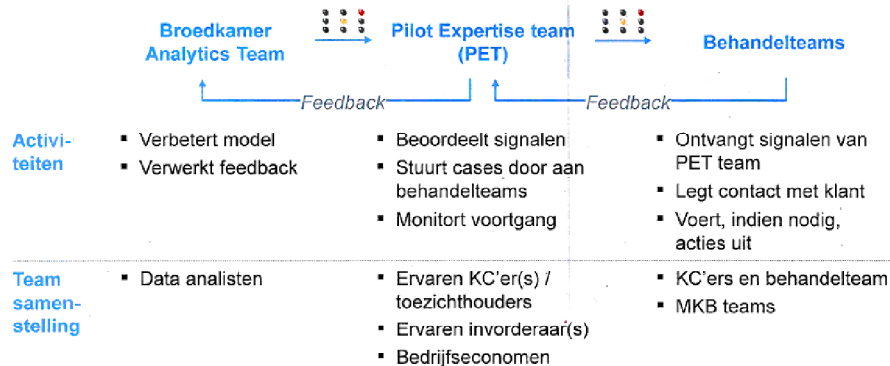 Broedkamer
Analytics Team
Pilot Expertise team
(PET)
Behandelteams
Feedback
Feedback
Activi-
teiten
▪ Verbetert model
▪ Verwerkt feedback
▪ Beoordeelt signalen
▪ Stuurt cases door aan
behandelteams
▪ Monitort voortgang
▪ Ontvangt signalen van
PET team
▪ Legt contact met klant
▪ Voert, indien nodig,
acties uit
Team
samen-
stelling
▪ Data analisten
▪ Ervaren KC'er(s) /
toezichthouders
▪ Ervaren invorderaar(s)
▪ Bedrijfseconomen
▪ KC'ers en behandelteam
▪ MKB teams